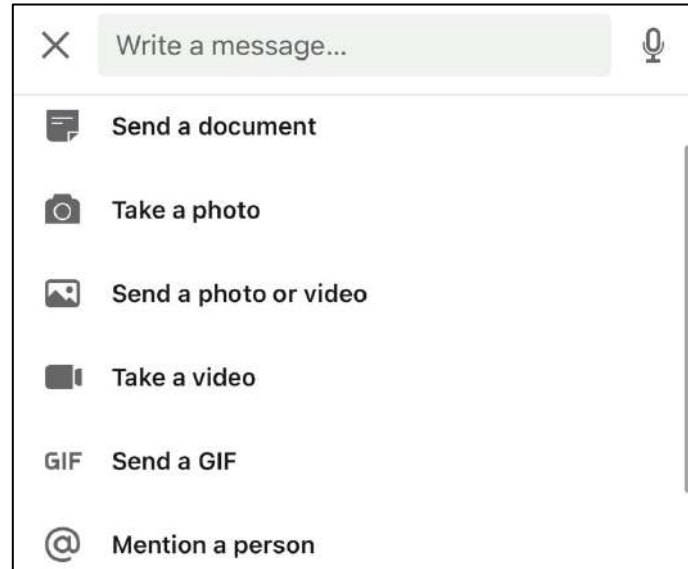 Write a message...
Send a document
Take a photo
Send a photo or video
Take a video
GIF Send a GIF
@ Mention a person